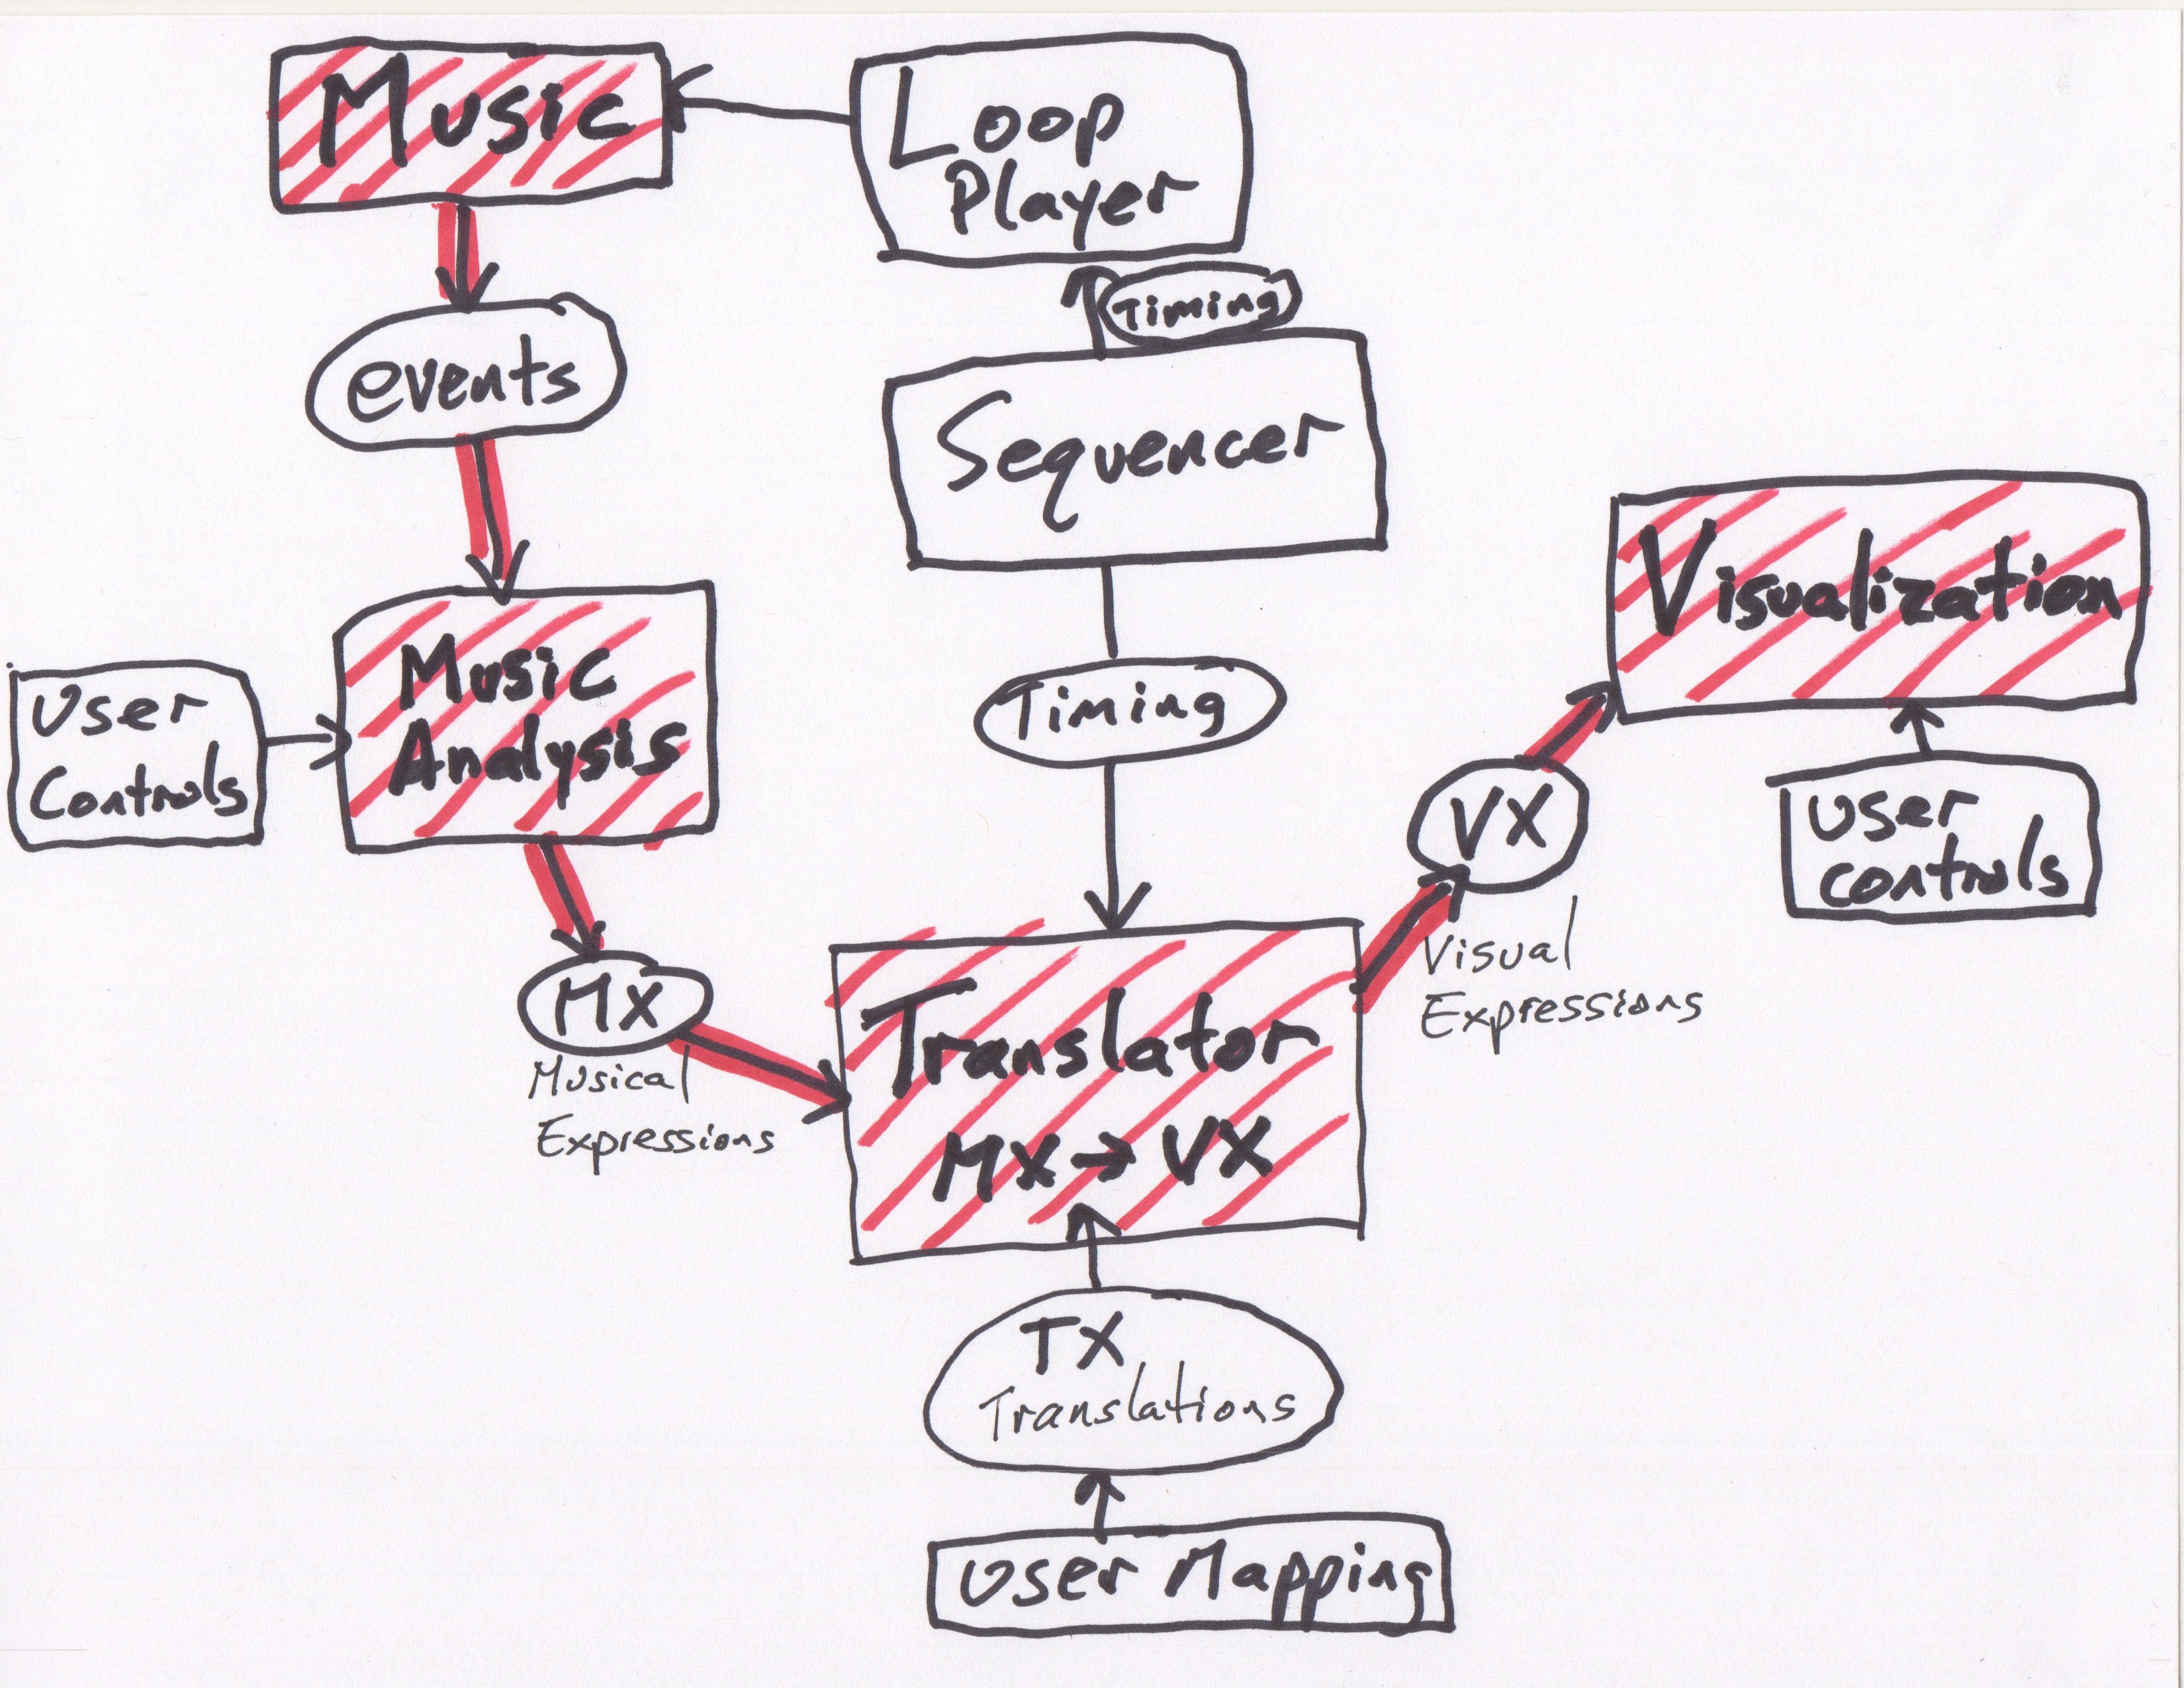 Music
Loop
Player
Timing
events
Sequencer
Visualization
Music
Analysis
User
Controls
Timing
VX
User
controls
Visual
Expressions
MX
Musical
Expressions
Translator
MX → VX
TX
Translations
User Mapping